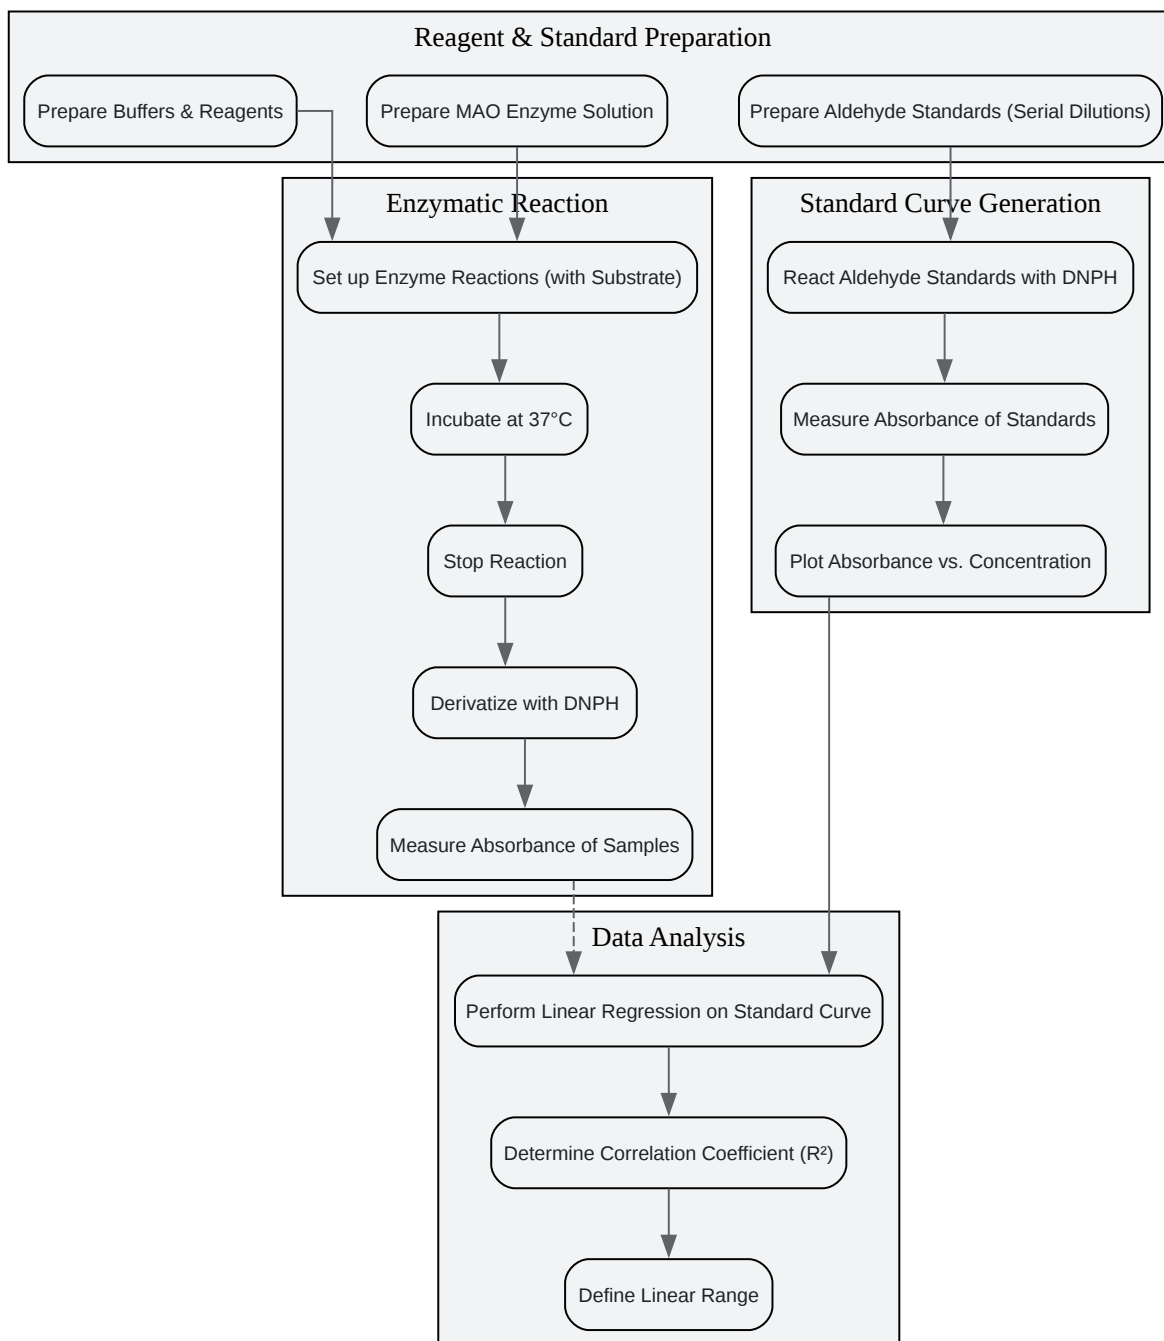 Reagent & Standard Preparation
Prepare Buffers & Reagents
Prepare MAO Enzyme Solution
Prepare Aldehyde Standards (Serial Dilutions)
Enzymatic Reaction
Set up Enzyme Reactions (with Substrate)
Incubate at 37°C
Stop Reaction
Derivatize with DNPH
Measure Absorbance of Samples
Standard Curve Generation
React Aldehyde Standards with DNPH
Measure Absorbance of Standards
Plot Absorbance vs. Concentration
Data Analysis
Perform Linear Regression on Standard Curve
Determine Correlation Coefficient (R²)
Define Linear Range